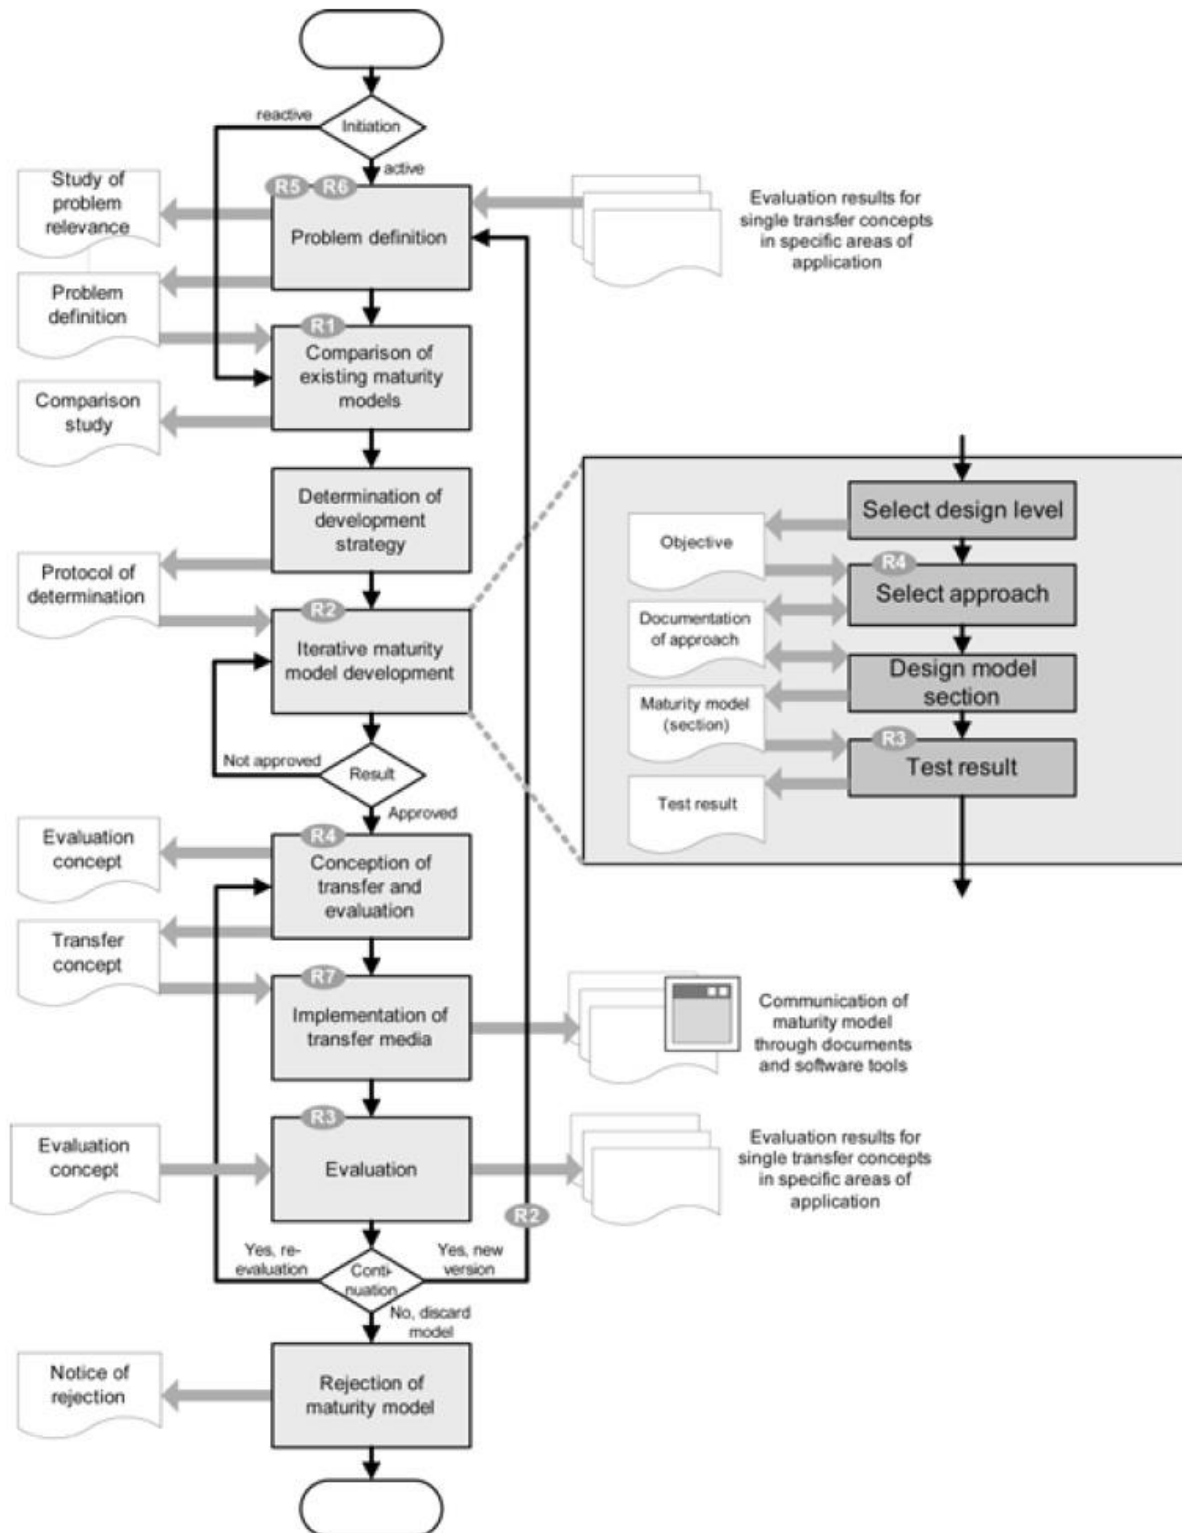 reactive
Initiation
active
Study of
problem
relevance
R5 R6
Problem definition
Evaluation results for
single transfer concepts
in specific areas of
application
Problem
definition
R1
Comparison of
existing maturity
models
Comparison
study
Determination of
development
strategy
Protocol of
determination
R2
Iterative maturity
model development
Select design level
Objective
R4
Select approach
Documentation
of approach
Design model
section
Maturity model
(section)
R3
Test result
Test result
Not approved
Result
Approved
Evaluation
concept
R4
Conception of
transfer and
evaluation
Transfer
concept
R7
Implementation of
transfer media
Communication of
maturity model
through documents
and software tools
R3
Evaluation
concept
Evaluation
Evaluation results for
single transfer concepts
in specific areas of
application
R2
Yes, re-
evaluation
Conti-
nuation
Yes, new
version
No, discard
model
Notice of
rejection
Rejection of
maturity model